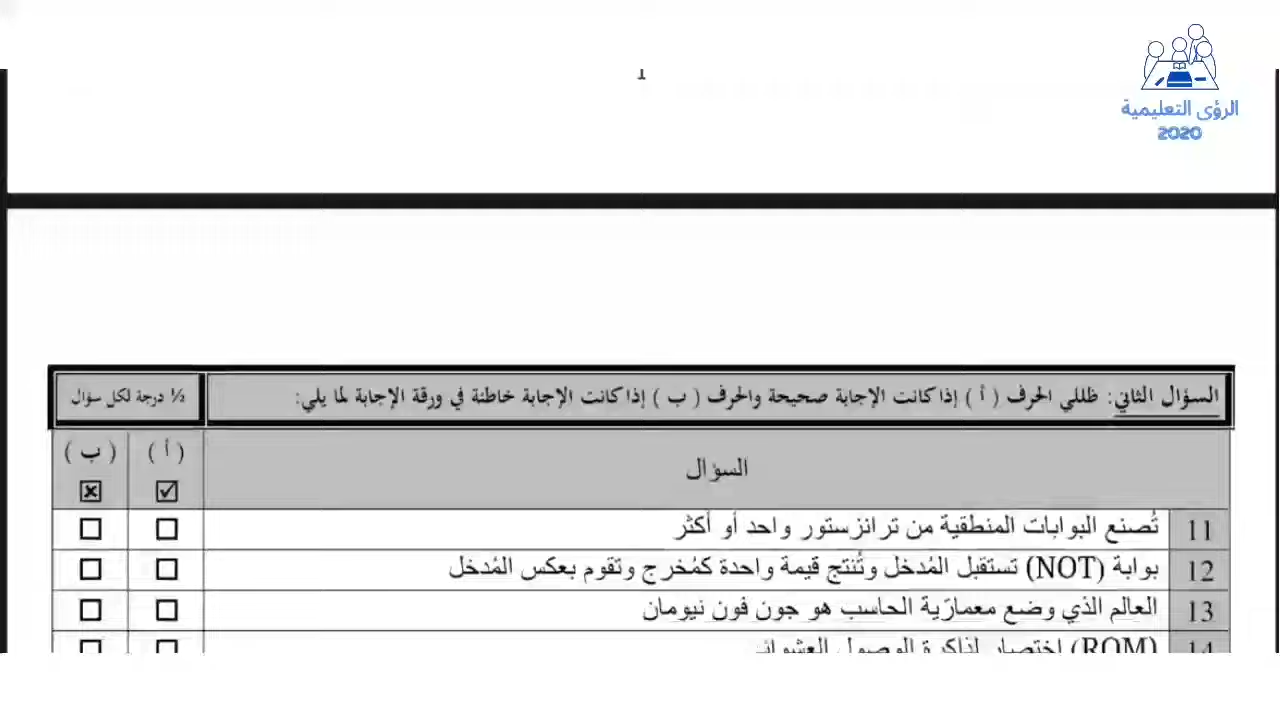 1
الرؤى التعليمية
2020
السؤال الثاني: ظللي الحرف ( أ ) إذا كانت الإجابة صحيحة والحرف ( ب ) إذا كانت الإجابة خاطئة في ورقة الإجابة لما يلي:
½ درجة لكل سؤال
السؤال
( أ ) ( ب )
☑ ☒
11 تُصنع البوابات المنطقية من ترانزستور واحد أو أكثر
12 بوابة (NOT) تستقبل المُدخل وتُنتج قيمة واحدة كمُخرج وتقوم بعكس المُدخل
13 العالم الذي وضع معماريّة الحاسب هو جون فون نيومان
14 (ROM) اختصار لذاكرة الوصول العشوائي